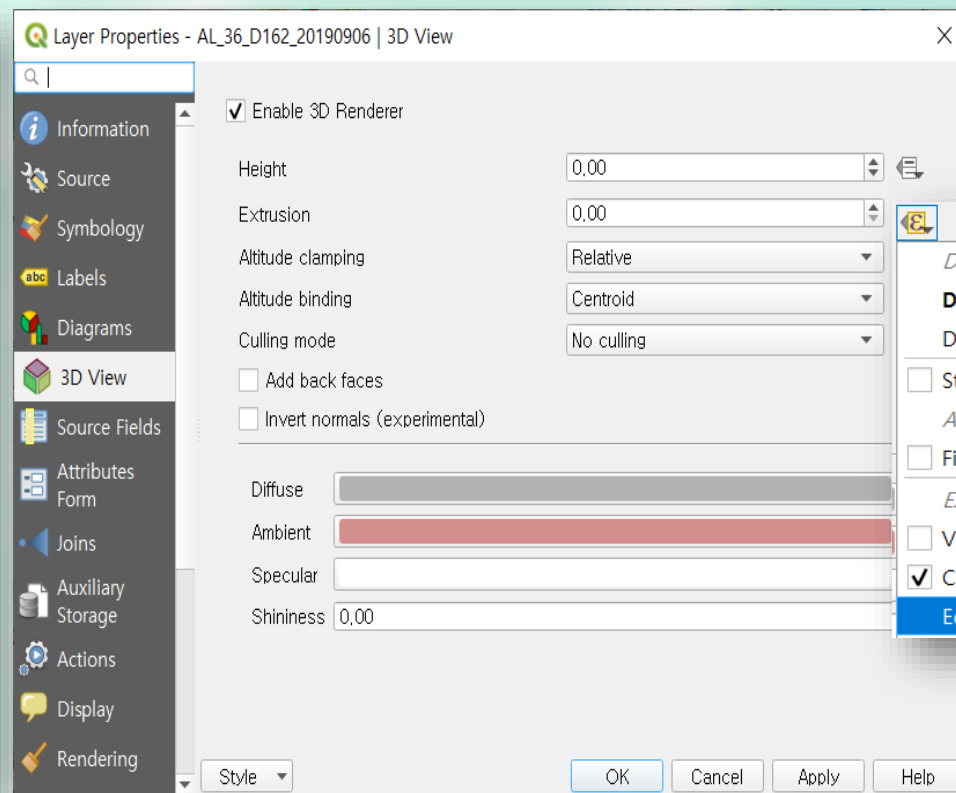 Layer Properties - AL_36_D162_20190906 | 3D View
Information
Source
Symbology
abc Labels
Diagrams
3D View
Source Fields
Attributes
Form
Joins
Auxiliary
Storage
Actions
Display
Rendering
Enable 3D Renderer
Height 0,00
Extrusion 0,00
Altitude clamping Relative
Altitude binding Centroid
Culling mode No culling
Add back faces
Invert normals (experimental)
Diffuse
Ambient
Specular
Shininess 0,00
Style OK Cancel Apply Help